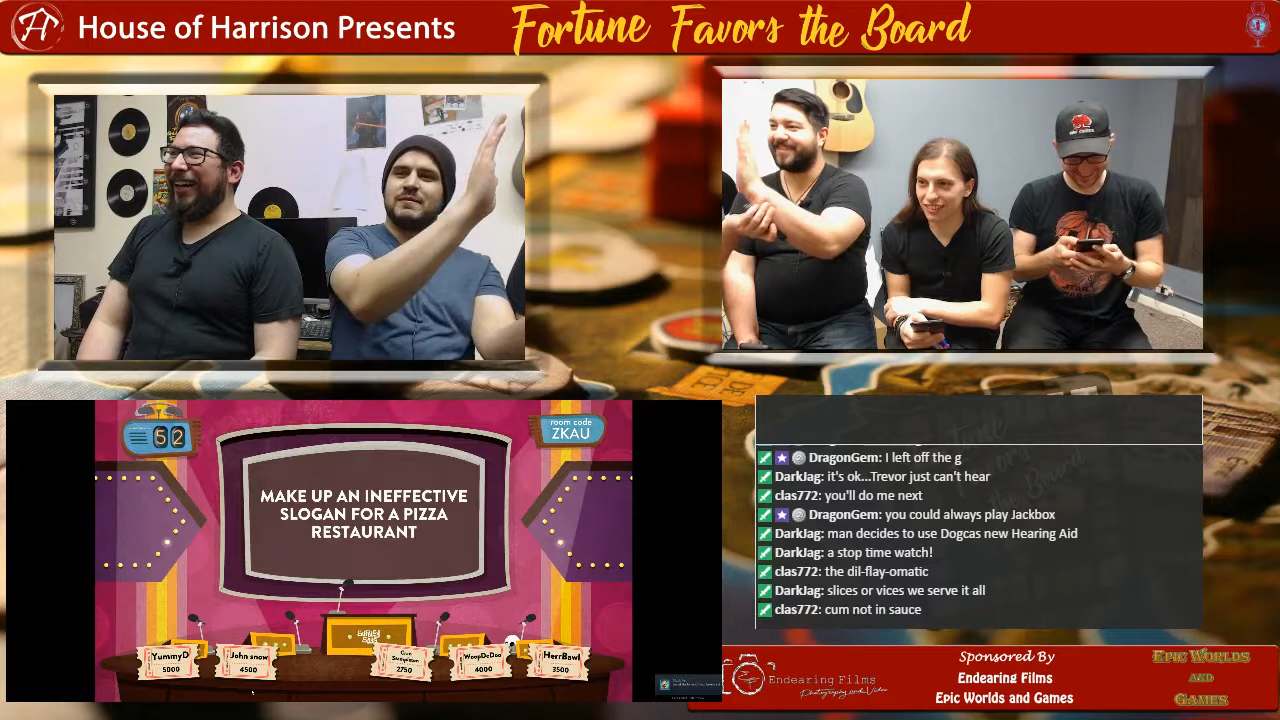 House of Harrison Presents
Fortune Favors the Board
52
room code
ZKAU
MAKE UP AN INEFFECTIVE
SLOGAN FOR A PIZZA
RESTAURANT
YummyD
5000
John snow
4500
2750
WoopDeDoo
4000
HerrBawl
3500
DragonGem: I left off the g
DarkJag: it's ok...Trevor just can't hear
clas772: you'll do me next
DragonGem: you could always play Jackbox
DarkJag: man decides to use Dogcas new Hearing Aid
DarkJag: a stop time watch!
clas772: the dil-flay-omatic
DarkJag: slices or vices we serve it all
clas772: cum not in sauce
Endearing Films
Photography and Video
Sponsored By
Endearing Films
Epic Worlds and Games
EPIC WORLDS
AND
GAMES